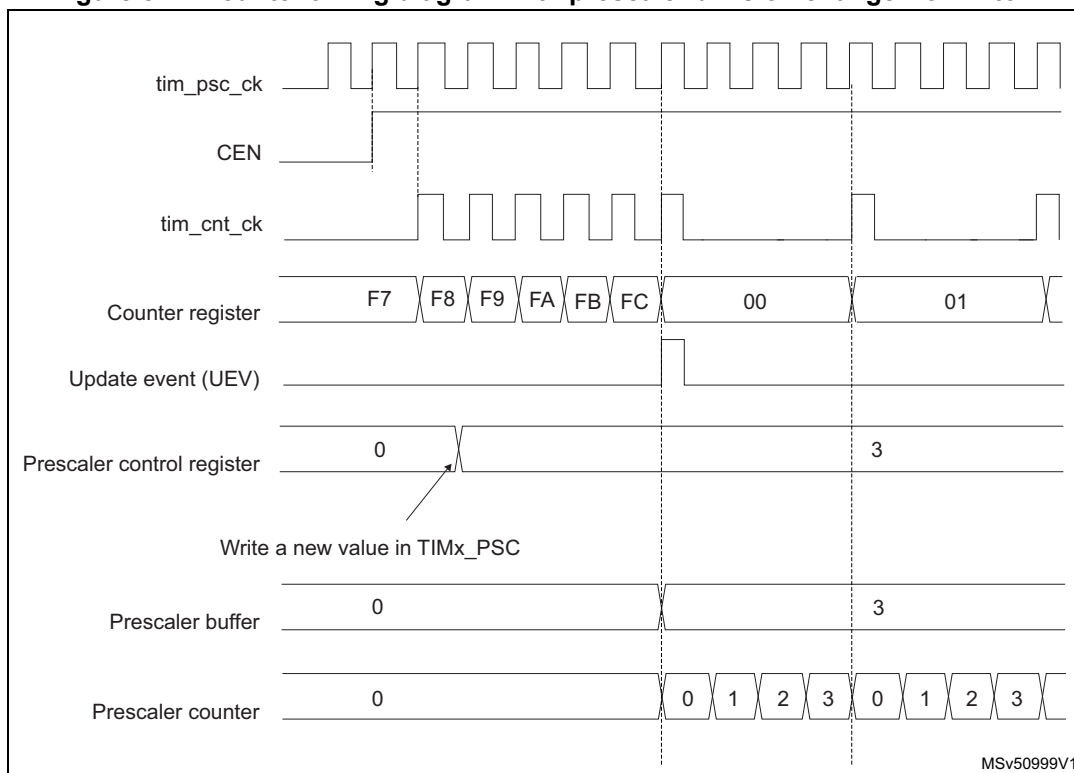 tim_psc_ck
CEN
tim_cnt_ck
Counter register F7 F8 F9 FA FB FC 00 01
Update event (UEV)
Prescaler control register 0 3
Write a new value in TIMx_PSC
Prescaler buffer 0 3
Prescaler counter 0 0 1 2 3 0 1 2 3
MSv50999V1